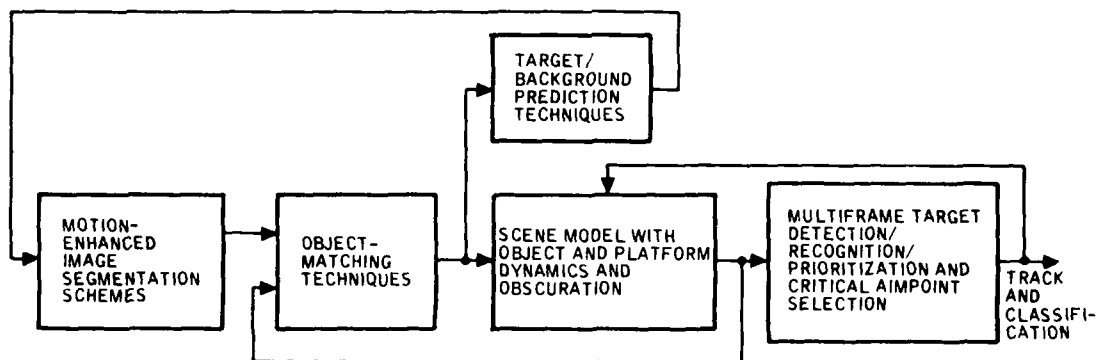 TARGET/
BACKGROUND
PREDICTION
TECHNIQUES
MOTION-
ENHANCED
IMAGE
SEGMENTATION
SCHEMES
OBJECT-
MATCHING
TECHNIQUES
SCENE MODEL WITH
OBJECT AND PLATFORM
DYNAMICS AND
OBSCURATION
MULTIFRAME TARGET
DETECTION/
RECOGNITION/
PRIORITIZATION AND
CRITICAL AIMPOINT
SELECTION
TRACK
AND
CLASSIFI-
CATION